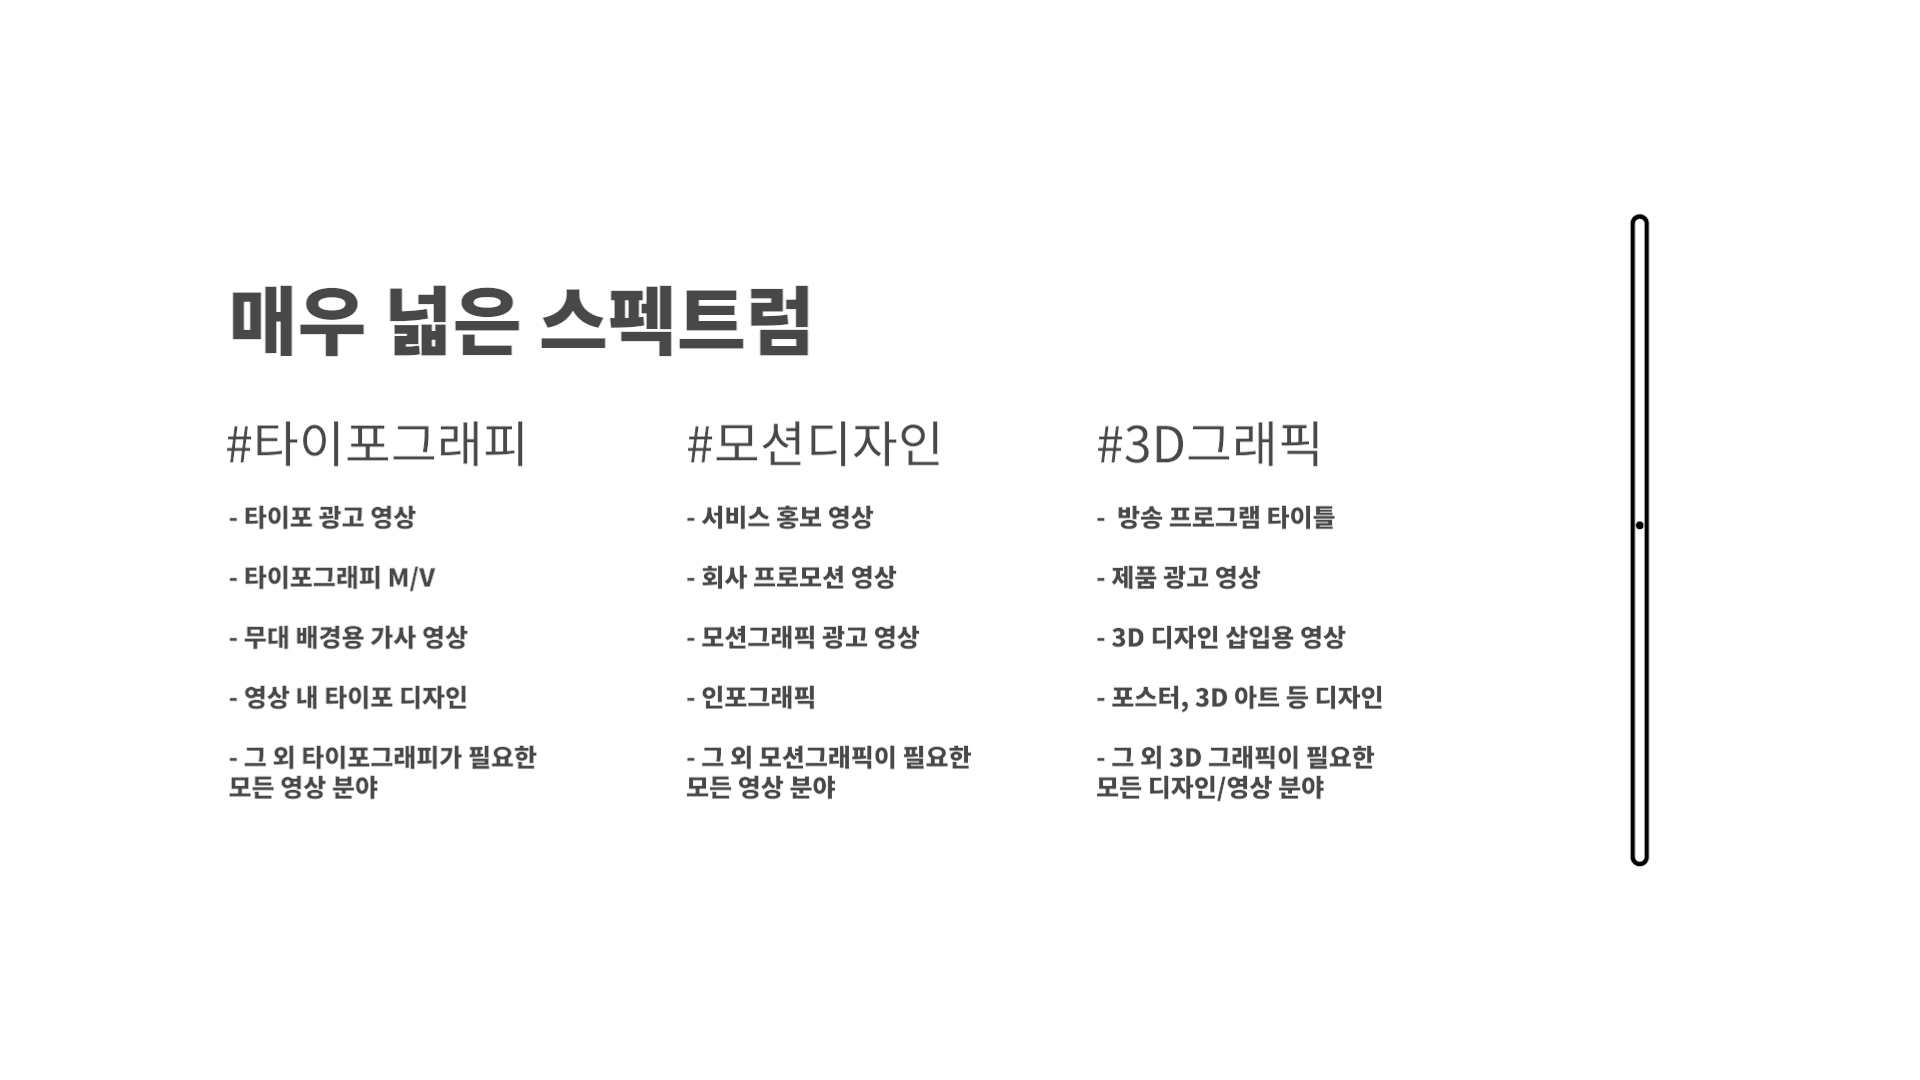 매우 넓은 스펙트럼
#타이포그래피
- 타이포 광고 영상
- 타이포그래피 M/V
- 무대 배경용 가사 영상
- 영상 내 타이포 디자인
- 그 외 타이포그래피가 필요한
모든 영상 분야
#모션디자인
- 서비스 홍보 영상
- 회사 프로모션 영상
- 모션그래픽 광고 영상
- 인포그래픽
- 그 외 모션그래픽이 필요한
모든 영상 분야
#3D그래픽
- 방송 프로그램 타이틀
- 제품 광고 영상
- 3D 디자인 삽입용 영상
- 포스터, 3D 아트 등 디자인
- 그 외 3D 그래픽이 필요한
모든 디자인/영상 분야